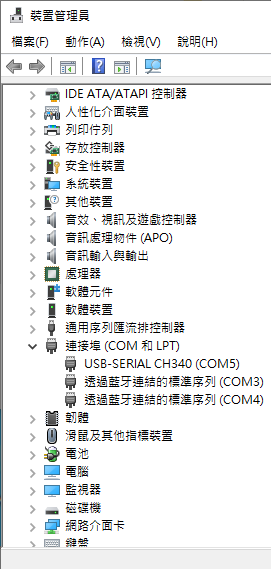 裝置管理員
檔案(F) 動作(A) 檢視(V) 說明(H)
IDE ATA/ATAPI 控制器
人性化介面裝置
列印佇列
存放控制器
安全性裝置
系統裝置
其他裝置
音效、視訊及遊戲控制器
音訊處理物件 (APO)
音訊輸入與輸出
處理器
軟體元件
軟體裝置
通用序列匯流排控制器
連接埠 (COM 和 LPT)
USB-SERIAL CH340 (COM5)
透過藍牙連結的標準序列 (COM3)
透過藍牙連結的標準序列 (COM4)
韌體
滑鼠及其他指標裝置
電池
電腦
監視器
磁碟機
網路介面卡
鍵盤